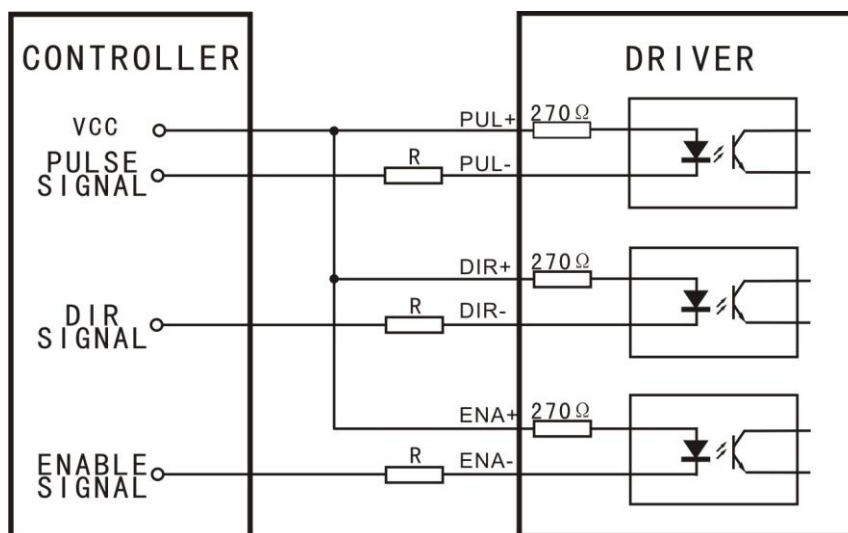 CONTROLLER
DRIVER
VCC
PUL+
270Ω
PULSE
SIGNAL
R
PUL-
DIR+
270Ω
DIR
SIGNAL
R
DIR-
ENA+
270Ω
ENABLE
SIGNAL
R
ENA-